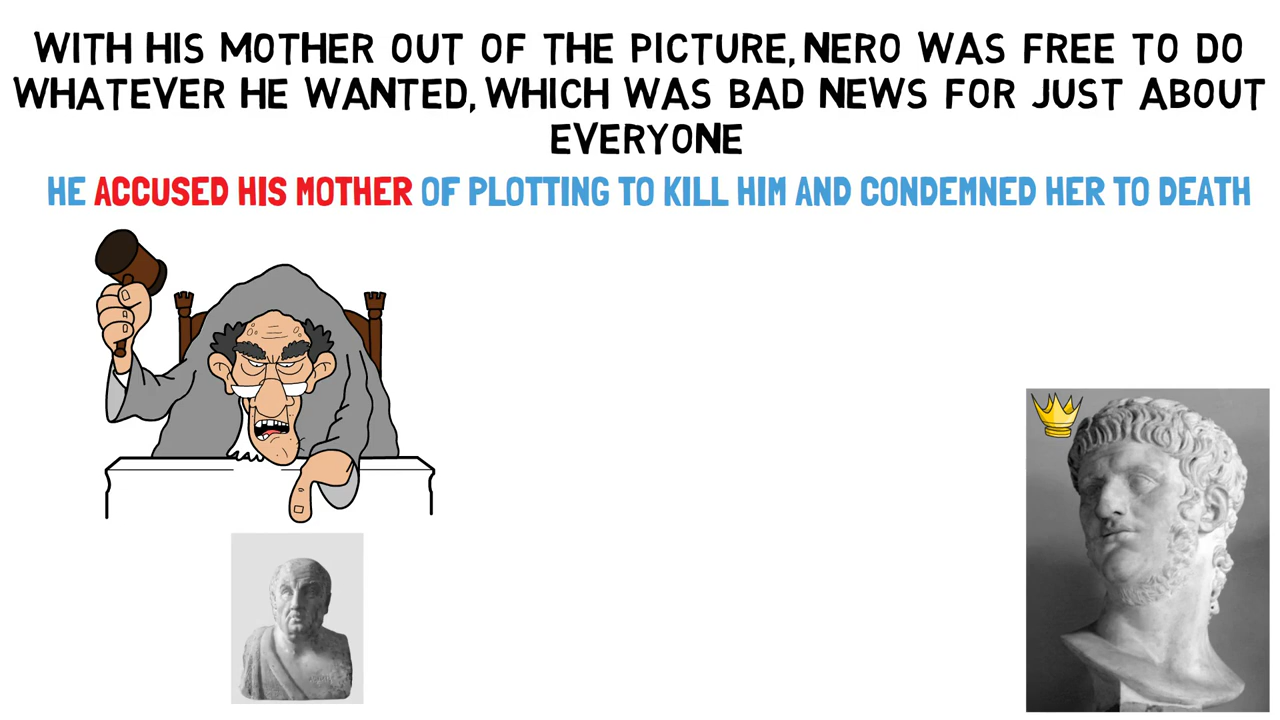 WITH HIS MOTHER OUT OF THE PICTURE, NERO WAS FREE TO DO
WHATEVER HE WANTED, WHICH WAS BAD NEWS FOR JUST ABOUT
EVERYONE
HE ACCUSED HIS MOTHER OF PLOTTING TO KILL HIM AND CONDEMNED HER TO DEATH